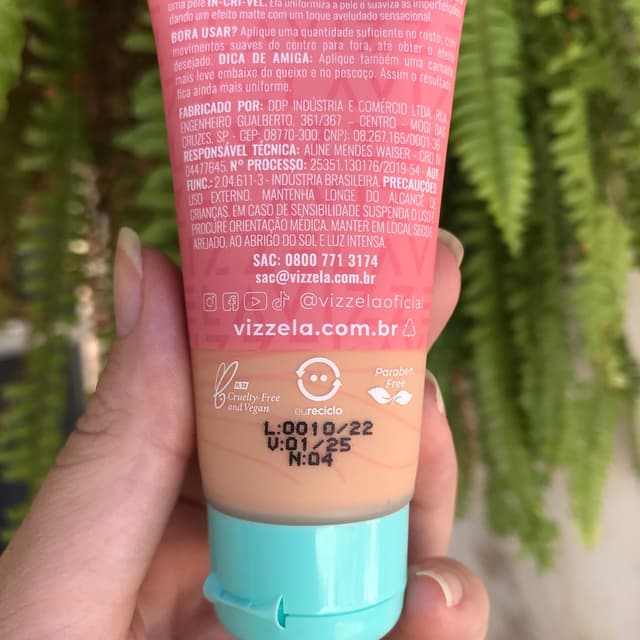 uma pele IN-CRÍ-VEL. Ela uniformiza a pele e suaviza as imperfeições
dando um efeito matte com um toque aveludado sensacional.
BORA USAR? Aplique uma quantidade suficiente no rosto, com
movimentos suaves do centro para fora, até obter o efeito
desejado. DICA DE AMIGA: Aplique também uma camada
mais leve embaixo do queixo e no pescoço. Assim o resultado
fica ainda mais uniforme.
FABRICADO POR: DDP INDÚSTRIA E COMÉRCIO LTDA, RUA
ENGENHEIRO GUALBERTO, 361/367 – CENTRO - MOGI DAS
CRUZES, SP - CEP: 08770-300. CNPJ: 08.267.165/0001-36
RESPONSÁVEL TÉCNICA: ALINE MENDES WAISER - CRQ IV
04477645. N° PROCESSO: 25351.130176/2019-54 - AUT.
FUNC.: 2.04.611-3 - INDÚSTRIA BRASILEIRA. PRECAUÇÕES:
USO EXTERNO. MANTENHA LONGE DO ALCANCE DE
CRIANÇAS. EM CASO DE SENSIBILIDADE SUSPENDA O USO E
PROCURE ORIENTAÇÃO MÉDICA. MANTER EM LOCAL SECO E
AREJADO, AO ABRIGO DO SOL E LUZ INTENSA.
SAC: 0800 771 3174
sac@vizzela.com.br
@vizzelaoficial
vizzela.com.br
Cruelty-Free
and Vegan
eureciclo
Paraben
Free
L:0010/22
V:01/25
N:04